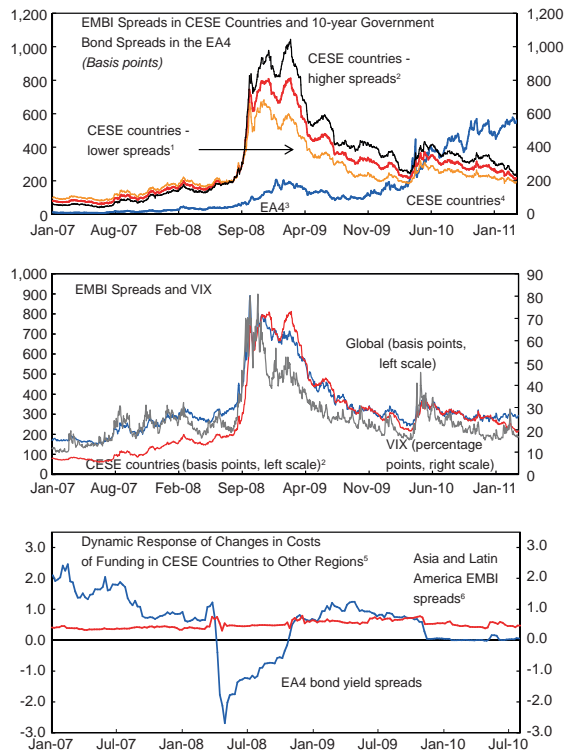 EMBI Spreads in CESE Countries and 10-year Government
Bond Spreads in the EA4
(Basis points)
CESE countries -
higher spreads2
CESE countries -
lower spreads1
EA43
CESE countries4
1,200
1,000
800
600
400
200
0
1,200
1,000
800
600
400
200
0
Jan-07 Aug-07 Feb-08 Sep-08 Apr-09 Nov-09 Jun-10 Jan-11
EMBI Spreads and VIX
Global (basis points,
left scale)
VIX (percentage
points, right scale)
CESE countries (basis points, left scale)2
1,000
900
800
700
600
500
400
300
200
100
0
90
80
70
60
50
40
30
20
10
0
Jan-07 Aug-07 Feb-08 Sep-08 Apr-09 Nov-09 Jun-10 Jan-11
Dynamic Response of Changes in Costs
of Funding in CESE Countries to Other Regions5
Asia and Latin
America EMBI
spreads6
EA4 bond yield spreads
3.0
2.0
1.0
0.0
-1.0
-2.0
-3.0
3.0
2.0
1.0
0.0
-1.0
-2.0
-3.0
Jan-07 Jul-07 Jan-08 Jul-08 Jan-09 Jul-09 Jan-10 Jul-10